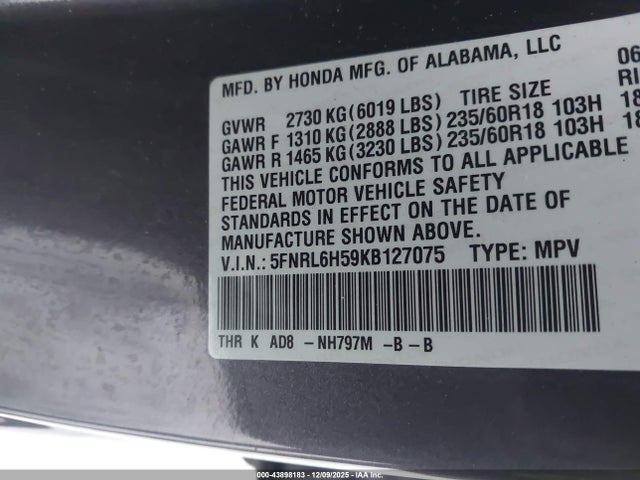 MFD. BY HONDA MFG. OF ALABAMA, LLC 06
GVWR 2730 KG(6019 LBS) TIRE SIZE RI
GAWR F 1310 KG(2888 LBS) 235/60R18 103H 18
GAWR R 1465 KG(3230 LBS) 235/60R18 103H 18
THIS VEHICLE CONFORMS TO ALL APPLICABLE
FEDERAL MOTOR VEHICLE SAFETY
STANDARDS IN EFFECT ON THE DATE OF
MANUFACTURE SHOWN ABOVE.
V.I.N.: 5FNRL6H59KB127075 TYPE: MPV
THR K AD8 -NH797M -B-B
000-43898183 - 12/09/2025 - IAA Inc.